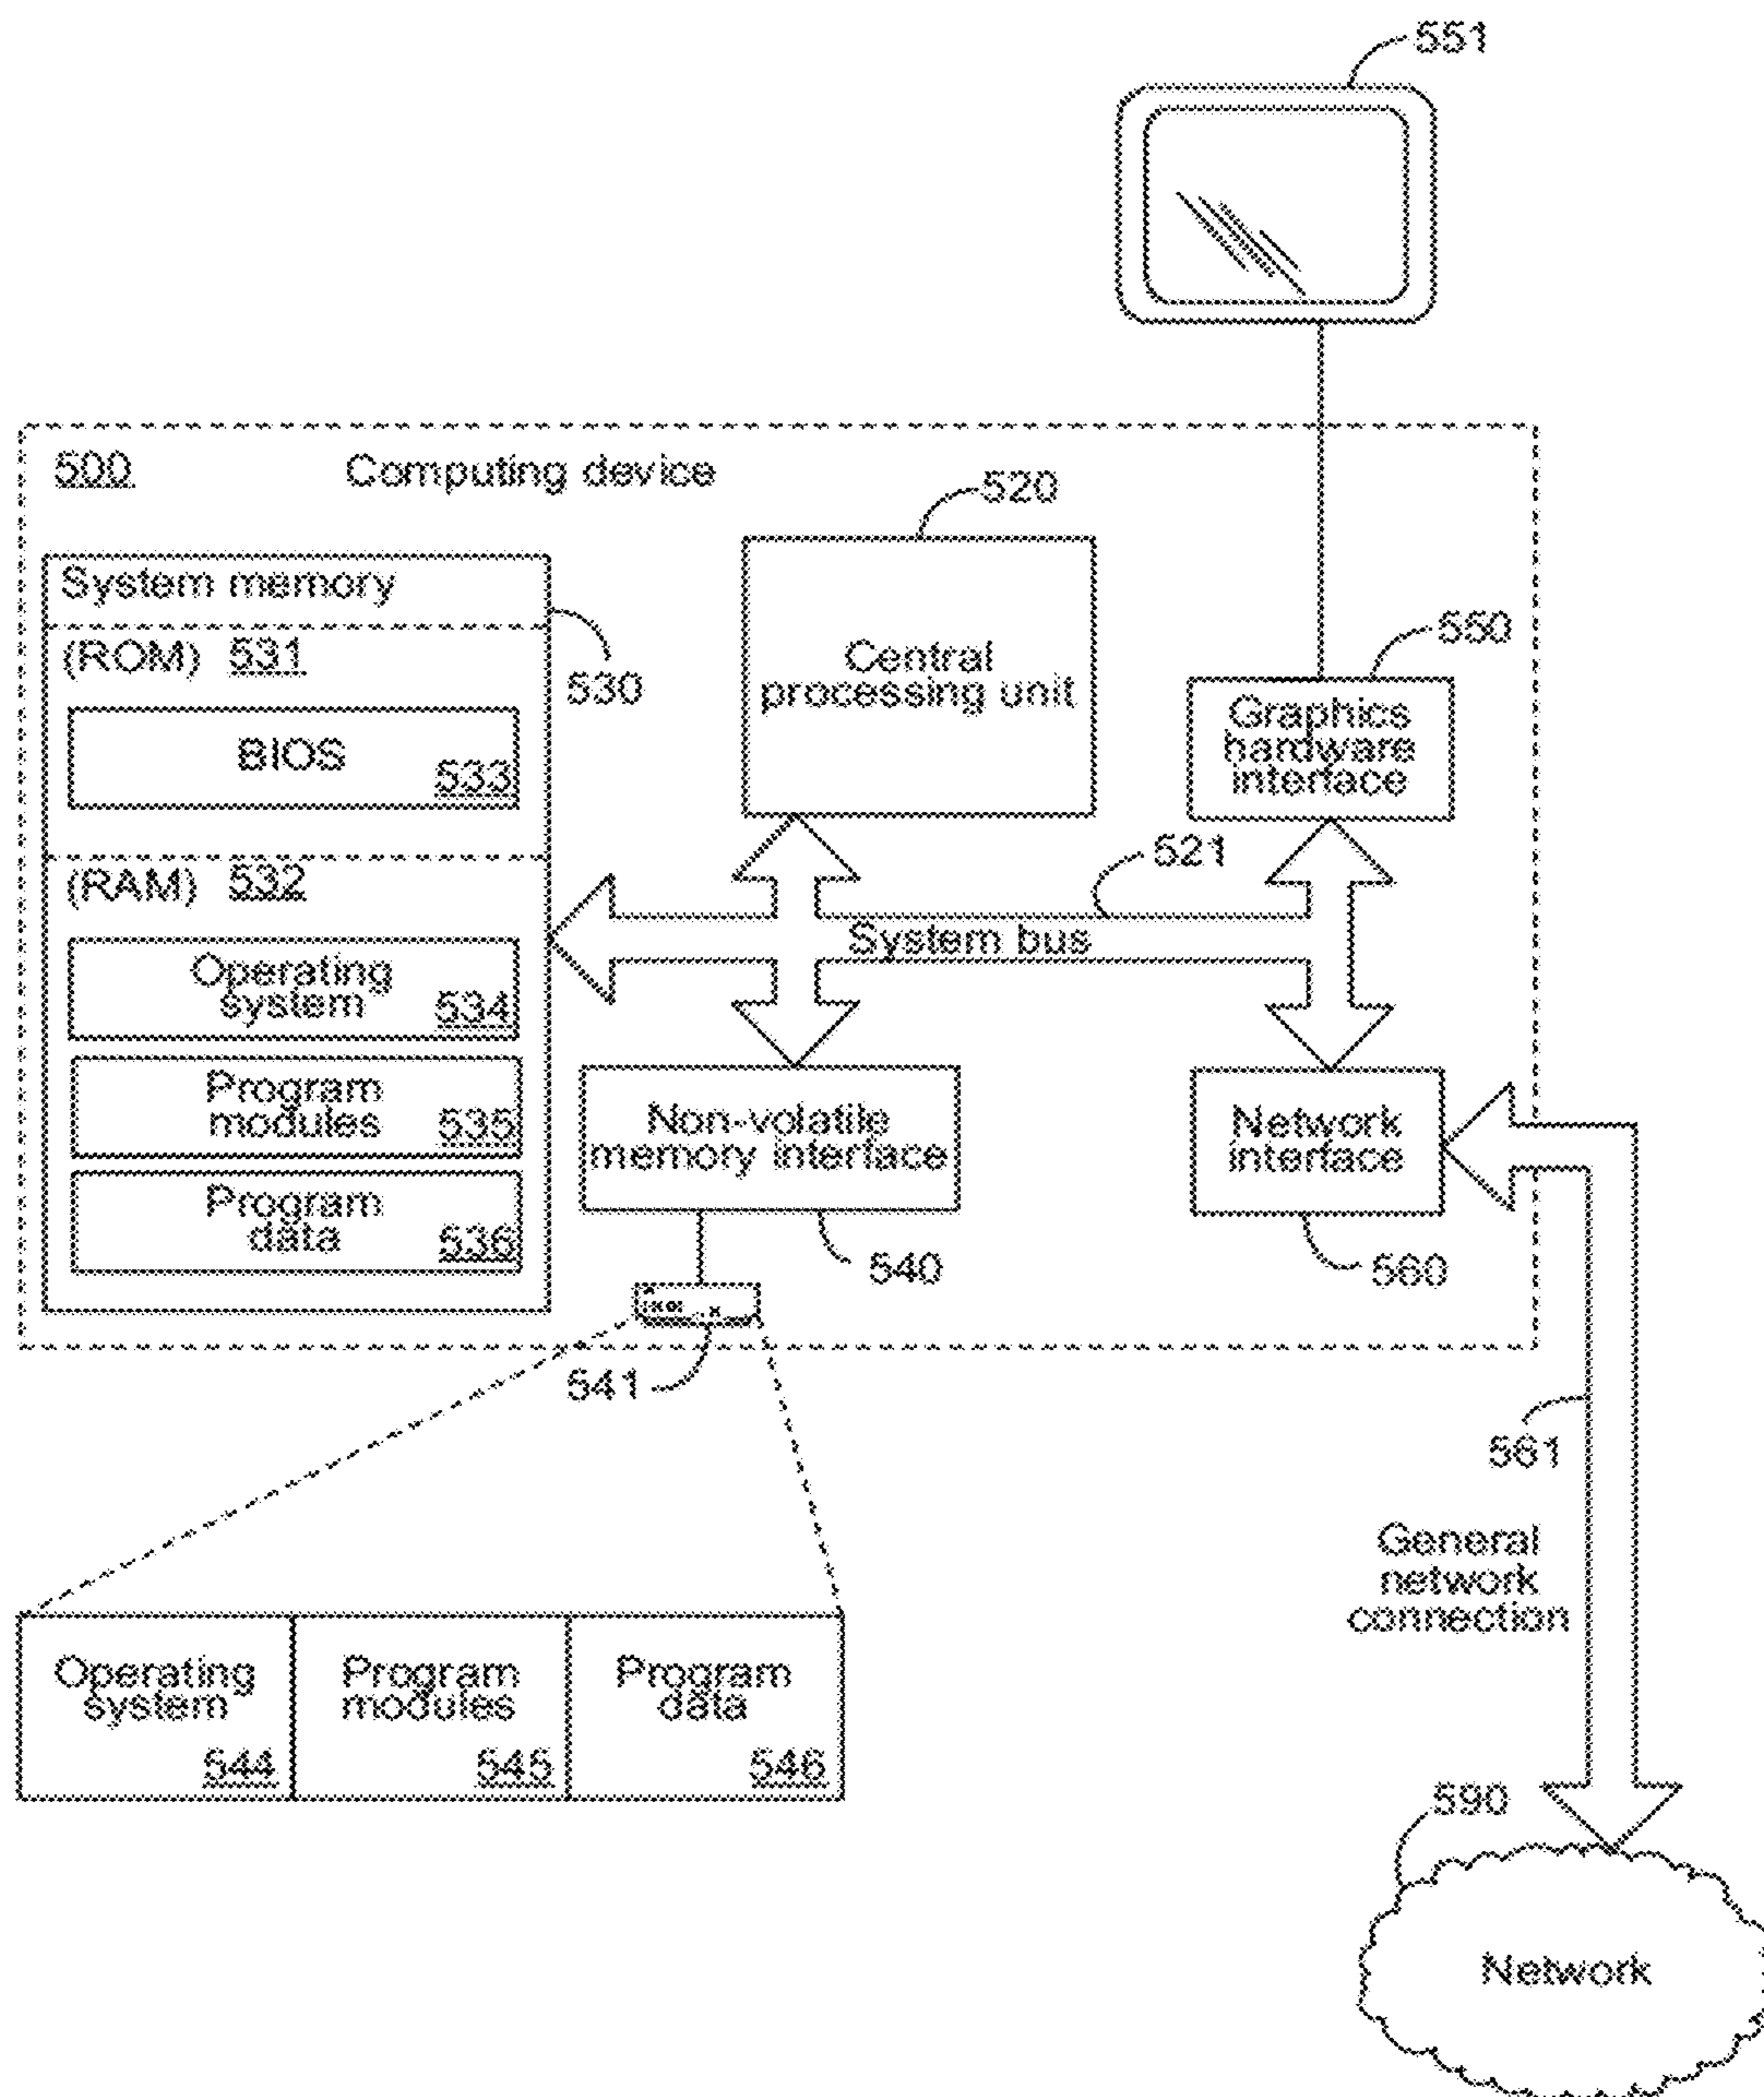 551
500 Computing device
520
System memory
(ROM) 531
530
BIOS
533
(RAM) 532
Operating
system
534
Program
modules
535
Program
data
536
Central
processing unit
550
Graphics
hardware
interface
521
System bus
Non-volatile
memory interface
540
541
Network
interface
560
561
General
network
connection
Operating
system
544
Program
modules
545
Program
data
546
590
Network